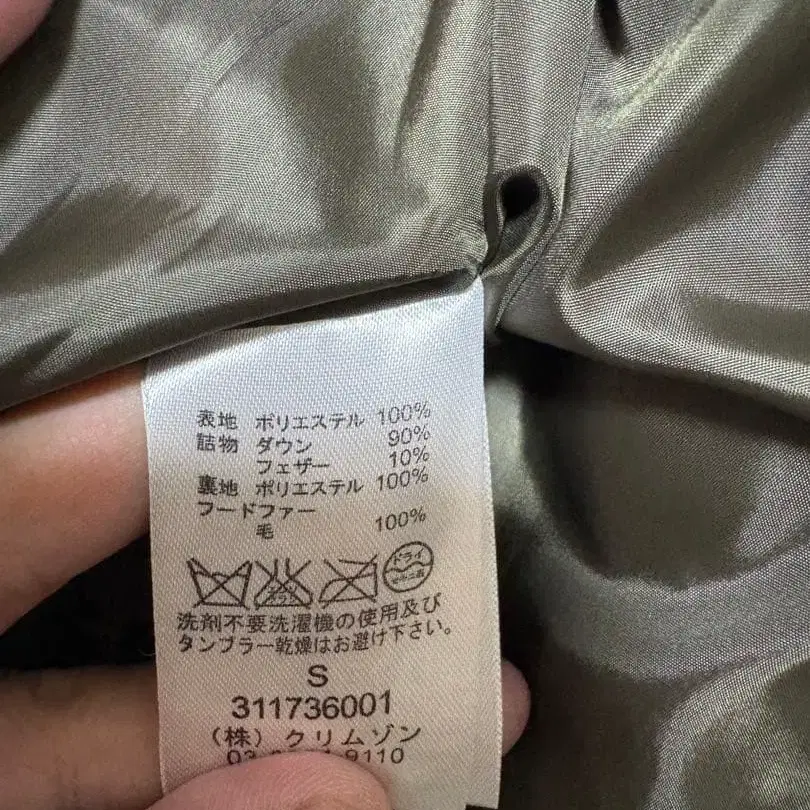 表地 ポリエステル 100%
詰物 ダウン 90%
フェザー 10%
裏地 ポリエステル 100%
フードファー
毛 100%
ドライ
洗剤不要洗濯機の使用及び
タンブラー乾燥はお避け下さい。
S
311736001
(株) クリムゾン
9110